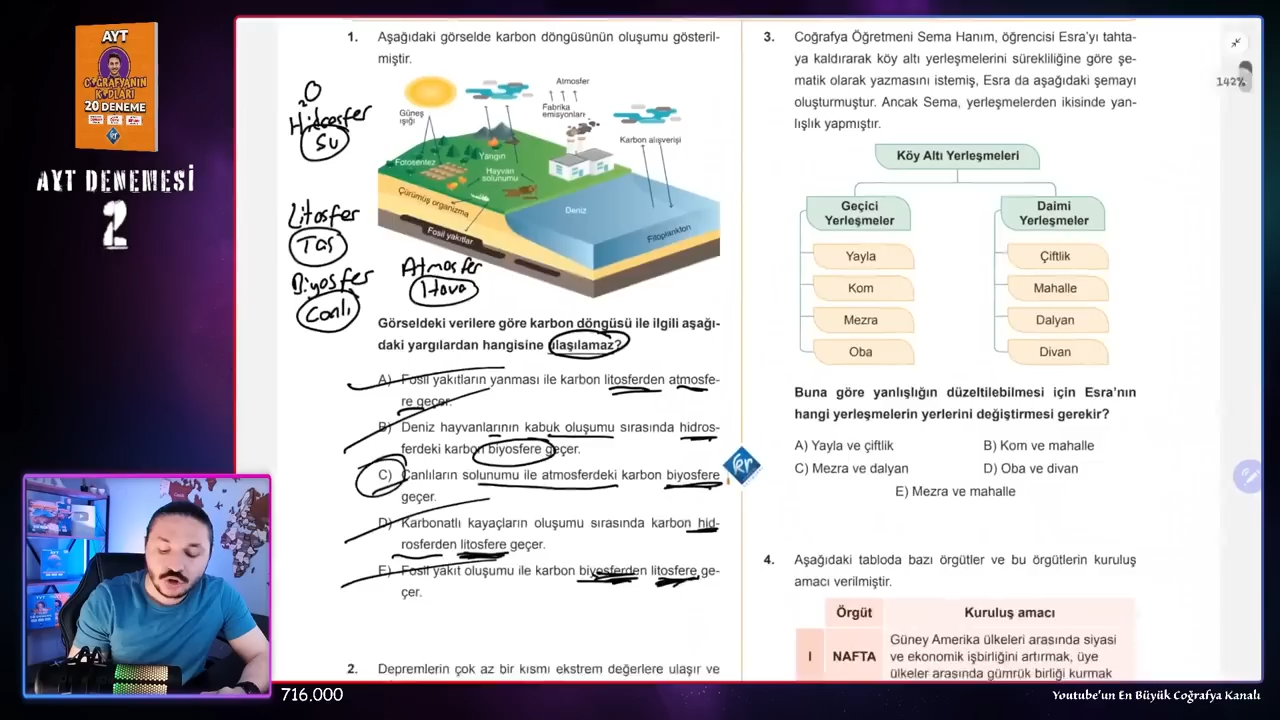 AYT
COĞRAFYANIN
KODLARI
20 DENEME
AYT DENEMESİ
2
1. Aşağıdaki görselde karbon döngüsünün oluşumu gösteril-
miştir.
H2O
Hidrosfer
Su
Litosfer
Taş
Biyosfer
Canlı
Atmosfer
Hava
Güneş
ışığı
Atmosfer
Fabrika
emisyonları
Karbon alışverişi
Fotosentez
Yangın
Hayvan
solunumu
Çürümüş organizma
Fosil yakıtlar
Deniz
Fitoplankton
Görseldeki verilere göre karbon döngüsü ile ilgili aşağı-
daki yargılardan hangisine ulaşılamaz?
A) Fosil yakıtların yanması ile karbon litosferden atmosfe-
re geçer.
B) Deniz hayvanlarının kabuk oluşumu sırasında hidros-
ferdeki karbon biyosfere geçer.
C) Canlıların solunumu ile atmosferdeki karbon biyosfere
geçer.
D) Karbonatlı kayaçların oluşumu sırasında karbon hid-
rosferden litosfere geçer.
E) Fosil yakıt oluşumu ile karbon biyosferden litosfere ge-
çer.
2. Depremlerin çok az bir kısmı ekstrem değerlere ulaşır ve
3. Coğrafya Öğretmeni Sema Hanım, öğrencisi Esra'yı tahta-
ya kaldırarak köy altı yerleşmelerini sürekliliğine göre şe-
matik olarak yazmasını istemiş, Esra da aşağıdaki şemayı
oluşturmuştur. Ancak Sema, yerleşmelerden ikisinde yan-
lışlık yapmıştır.
142%
Köy Altı Yerleşmeleri
Geçici
Yerleşmeler
Yayla
Kom
Mezra
Oba
Daimi
Yerleşmeler
Çiftlik
Mahalle
Dalyan
Divan
Buna göre yanlışlığın düzeltilebilmesi için Esra'nın
hangi yerleşmelerin yerlerini değiştirmesi gerekir?
A) Yayla ve çiftlik B) Kom ve mahalle
C) Mezra ve dalyan D) Oba ve divan
E) Mezra ve mahalle
4. Aşağıdaki tabloda bazı örgütler ve bu örgütlerin kuruluş
amacı verilmiştir.
Örgüt Kuruluş amacı
I NAFTA Güney Amerika ülkeleri arasında siyasi
ve ekonomik işbirliğini artırmak, üye
ülkeler arasında gümrük birliği kurmak
716.000
Youtube'un En Büyük Coğrafya Kanalı